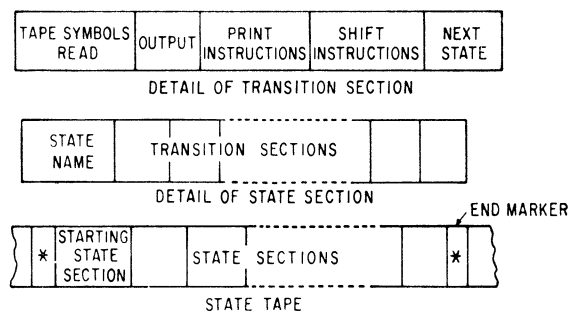 TAPE SYMBOLS READ OUTPUT PRINT INSTRUCTIONS SHIFT INSTRUCTIONS NEXT STATE
DETAIL OF TRANSITION SECTION
STATE NAME TRANSITION SECTIONS
DETAIL OF STATE SECTION
END MARKER
* STARTING STATE SECTION STATE SECTIONS *
STATE TAPE